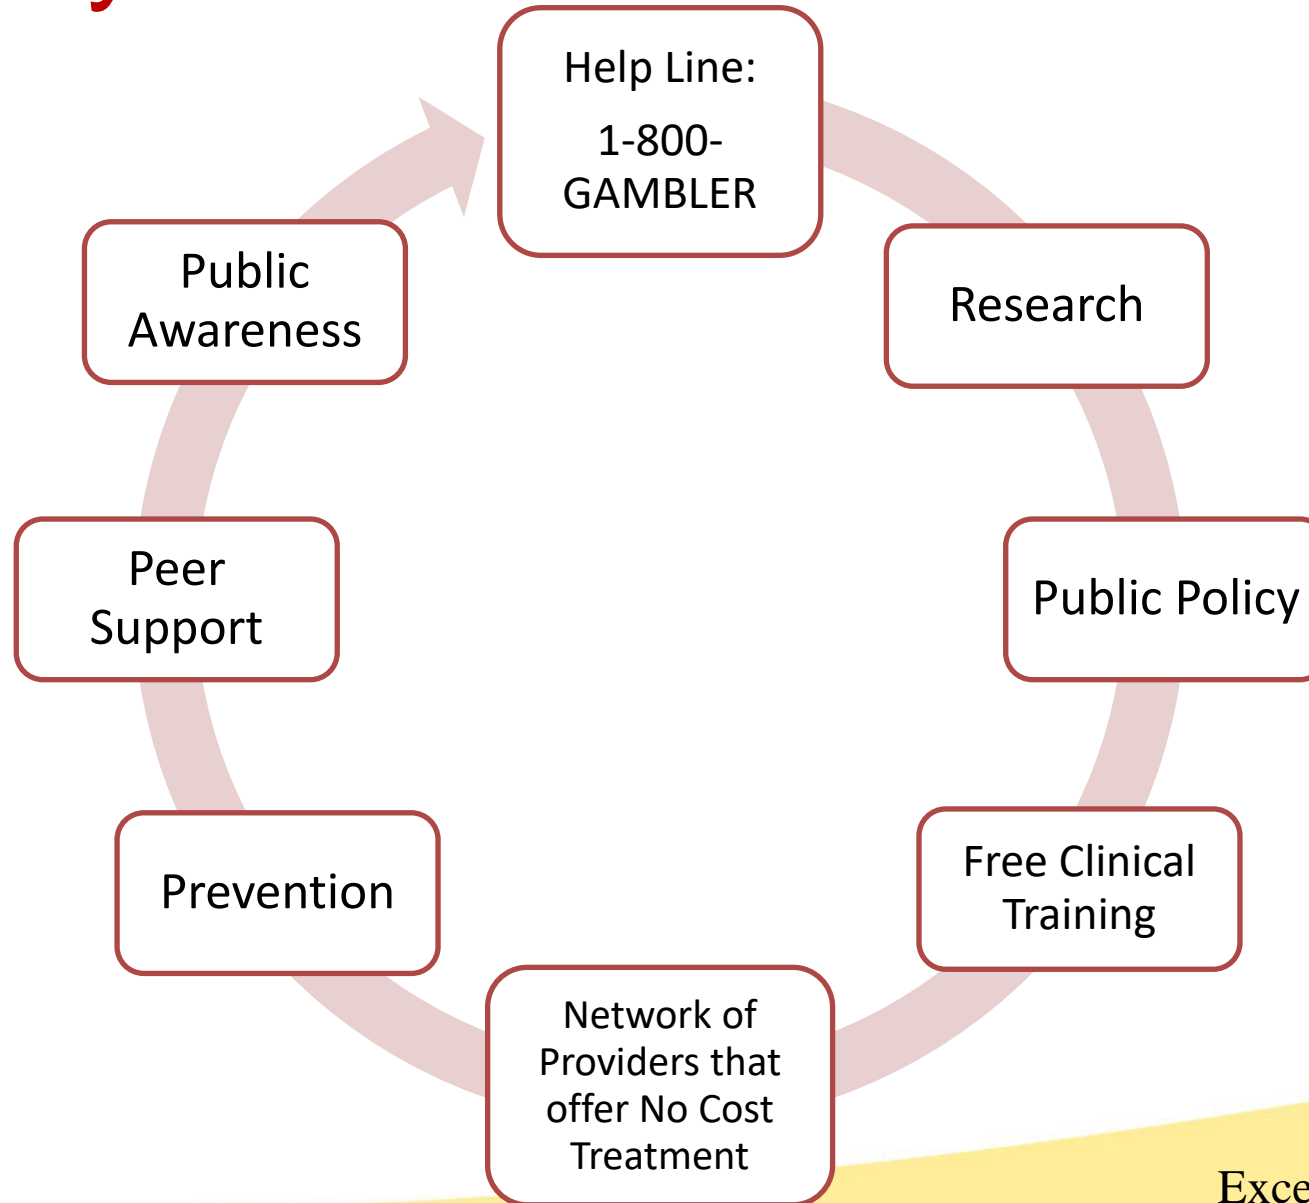 Help Line:
1-800-
GAMBLER
Research
Public Policy
Free Clinical
Training
Network of
Providers that
offer No Cost
Treatment
Prevention
Peer
Support
Public
Awareness